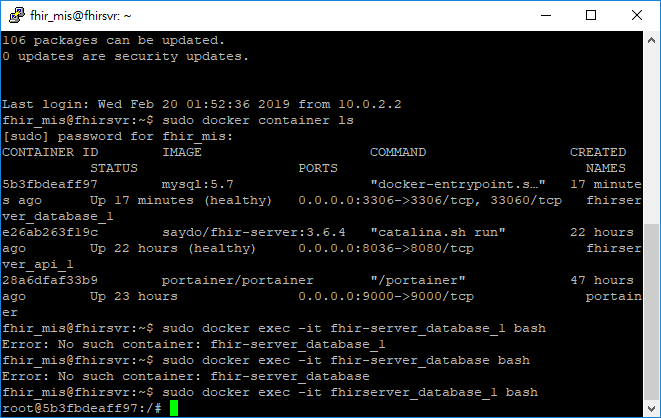 fhir_mis@fhirsvr: ~
106 packages can be updated.
0 updates are security updates.
Last login: Wed Feb 20 01:52:36 2019 from 10.0.2.2
fhir_mis@fhirsvr:~$ sudo docker container ls
[sudo] password for fhir_mis:
CONTAINER ID        IMAGE                     COMMAND                  CREATED
           STATUS                    PORTS                               NAMES
5b3fbdeaff97        mysql:5.7                 "docker-entrypoint.s…"   17 minute
s ago      Up 17 minutes (healthy)   0.0.0.0:3306->3306/tcp, 33060/tcp   fhirser
ver_database_1
e26ab263f19c        saydo/fhir-server:3.6.4   "catalina.sh run"        22 hours
ago        Up 22 hours (healthy)     0.0.0.0:8036->8080/tcp              fhirser
ver_api_1
28a6dfaf33b9        portainer/portainer       "/portainer"             47 hours
ago        Up 23 hours               0.0.0.0:9000->9000/tcp              portain
er
fhir_mis@fhirsvr:~$ sudo docker exec -it fhir-server_database_1 bash
Error: No such container: fhir-server_database_1
fhir_mis@fhirsvr:~$ sudo docker exec -it fhir-server_database bash
Error: No such container: fhir-server_database
fhir_mis@fhirsvr:~$ sudo docker exec -it fhirserver_database_1 bash
root@5b3fbdeaff97:/#